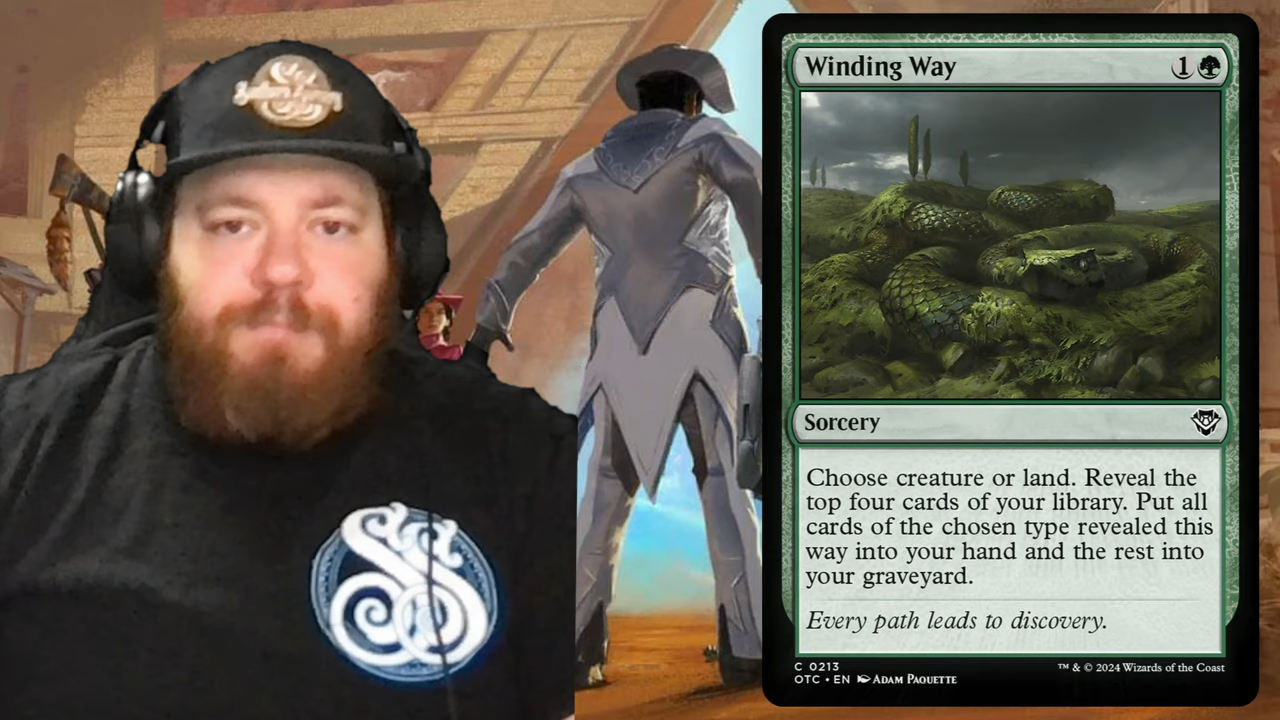 Winding Way 1
Sorcery
Choose creature or land. Reveal the
top four cards of your library. Put all
cards of the chosen type revealed this
way into your hand and the rest into
your graveyard.
Every path leads to discovery.
C 0213
OTC • EN Adam Paquette
™ & © 2024 Wizards of the Coast